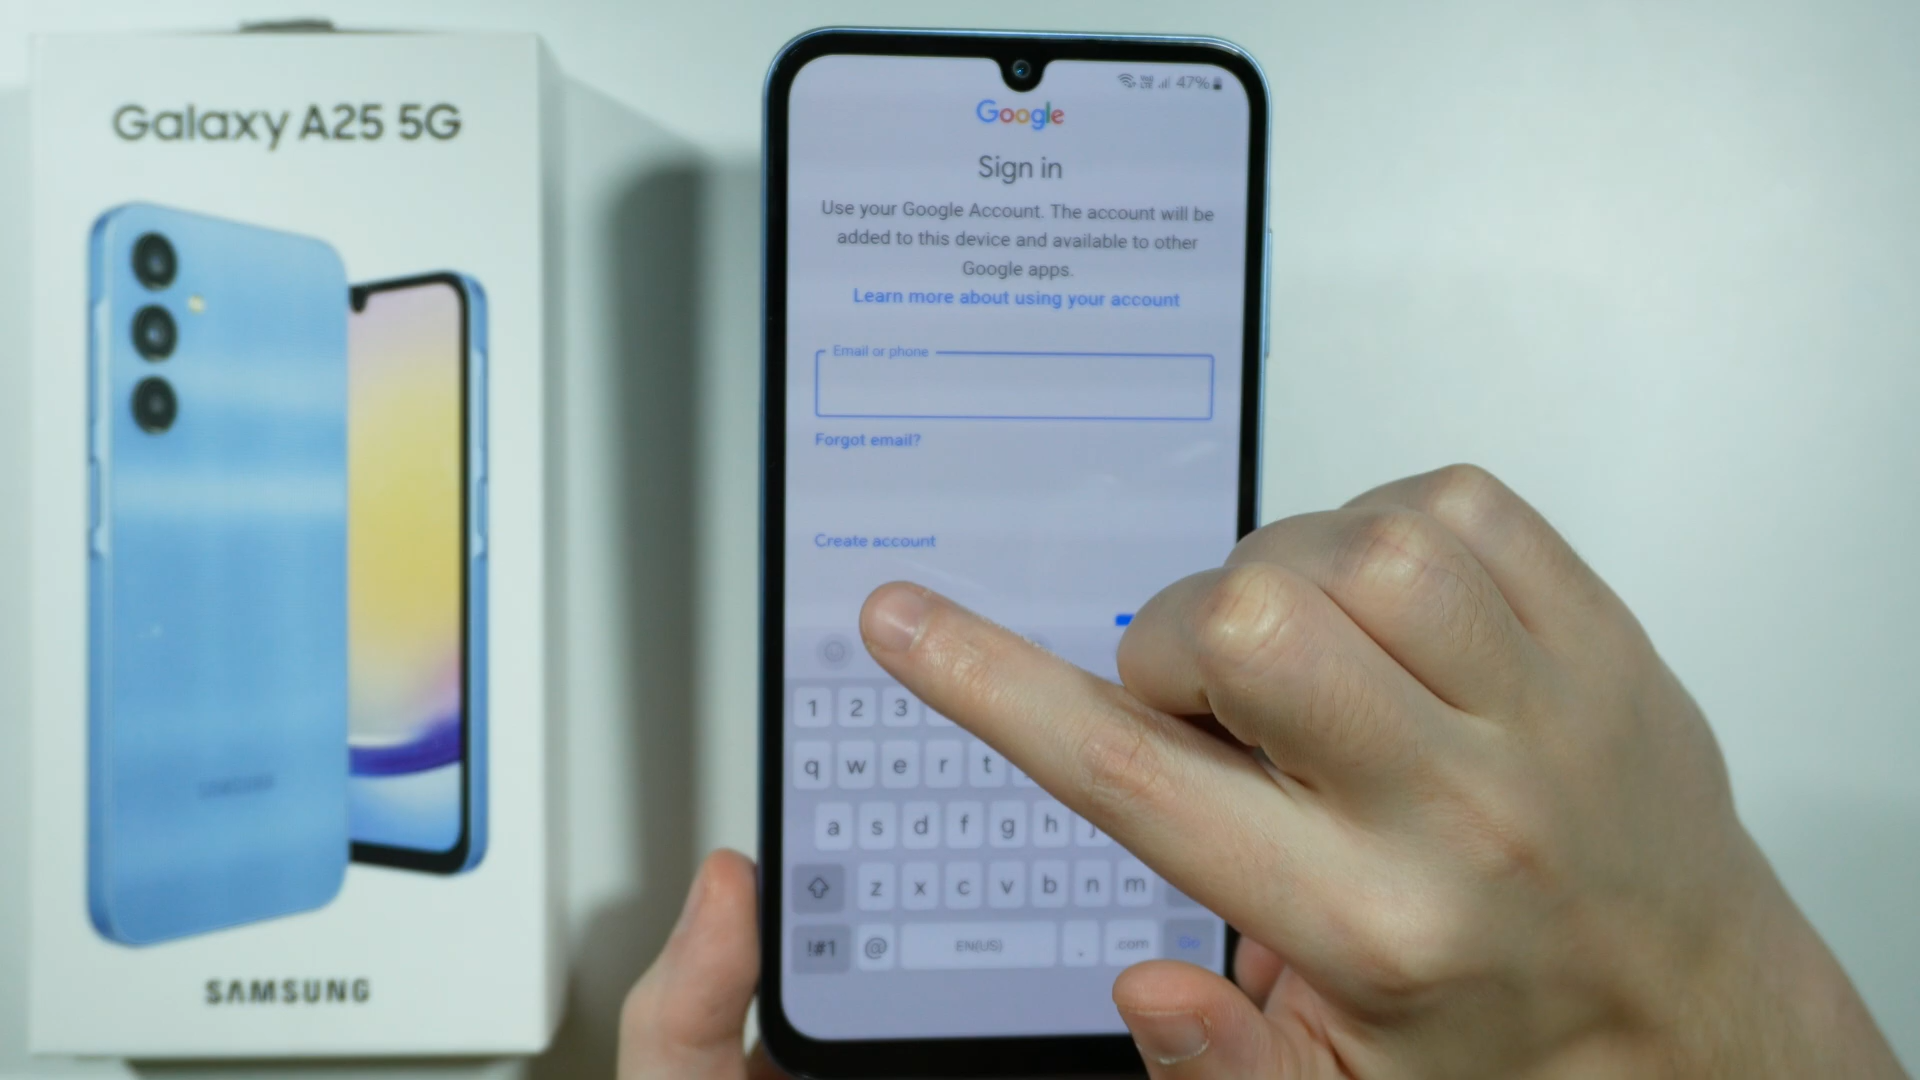 Galaxy A25 5G
SAMSUNG
47%
Google
Sign in
Use your Google Account. The account will be
added to this device and available to other
Google apps.
Learn more about using your account
Email or phone
Forgot email?
Create account
1 2 3
q w e r t
a s d f g h j
z x c v b n m
!#1 @ EN(US) . .com Go